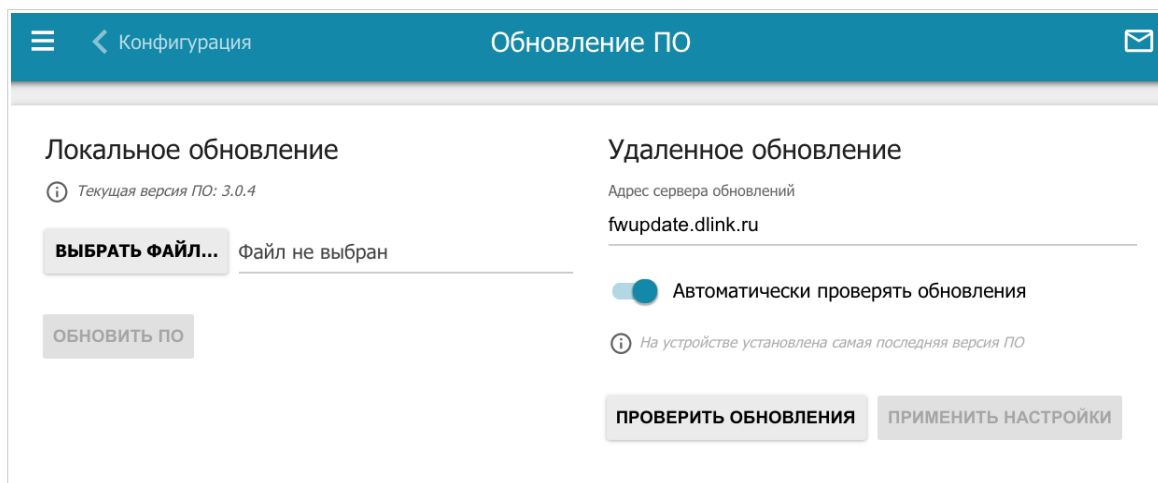 Конфигурация
Обновление ПО
Локальное обновление
Текущая версия ПО: 3.0.4
ВЫБРАТЬ ФАЙЛ...
Файл не выбран
ОБНОВИТЬ ПО
Удаленное обновление
Адрес сервера обновлений
fwupdate.dlink.ru
Автоматически проверять обновления
На устройстве установлена самая последняя версия ПО
ПРОВЕРИТЬ ОБНОВЛЕНИЯ
ПРИМЕНИТЬ НАСТРОЙКИ